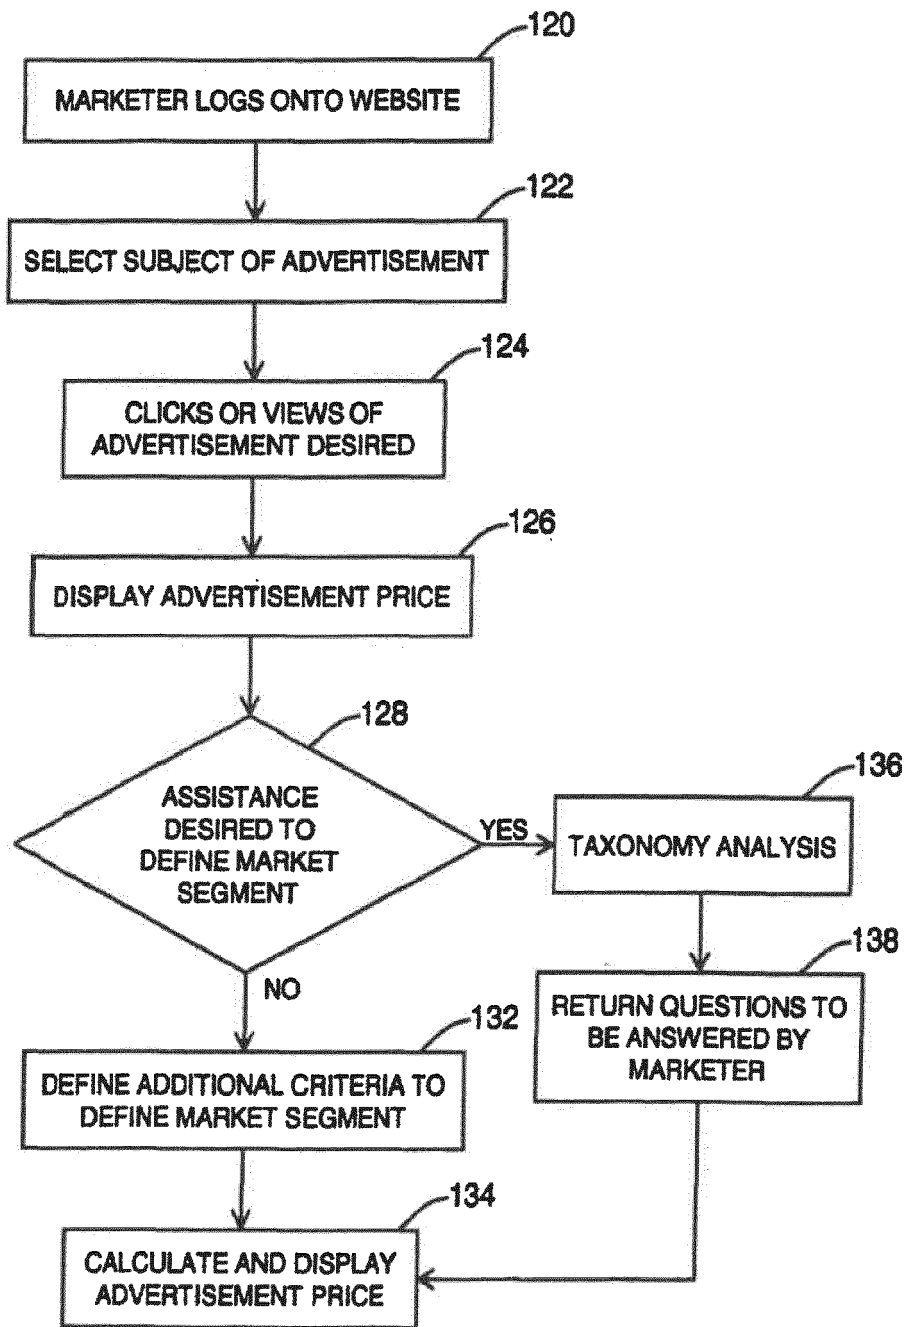 120
MARKETER LOGS ONTO WEBSITE
122
SELECT SUBJECT OF ADVERTISEMENT
124
CLICKS OR VIEWS OF
ADVERTISEMENT DESIRED
126
DISPLAY ADVERTISEMENT PRICE
128
ASSISTANCE
DESIRED TO
DEFINE MARKET
SEGMENT
YES
136
TAXONOMY ANALYSIS
138
RETURN QUESTIONS TO
BE ANSWERED BY
MARKETER
NO
132
DEFINE ADDITIONAL CRITERIA TO
DEFINE MARKET SEGMENT
134
CALCULATE AND DISPLAY
ADVERTISEMENT PRICE